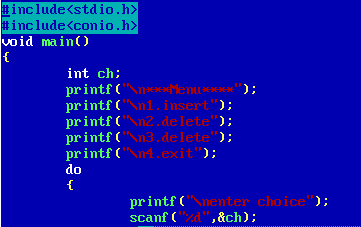 #include<stdio.h>
#include<conio.h>
void main()
{
int ch;
printf("\n***Menu****");
printf("\n1.insert");
printf("\n2.delete");
printf("\n3.delete");
printf("\n4.exit");
do
{
printf("\nenter choice");
scanf("%d",&ch);